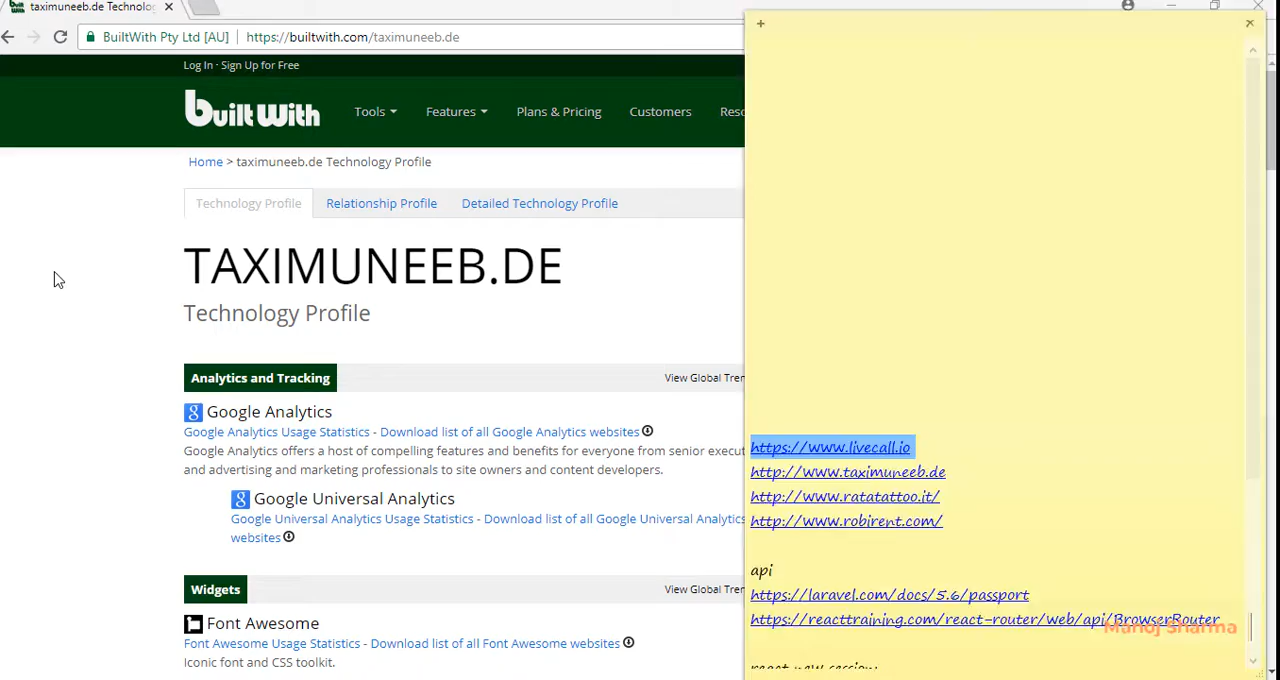 taximuneeb.de Technolo
BuiltWith Pty Ltd [AU] https://builtwith.com/taximuneeb.de
Log In · Sign Up for Free
built With Tools Features Plans & Pricing Customers Reso
Home > taximuneeb.de Technology Profile
Technology Profile Relationship Profile Detailed Technology Profile
TAXIMUNEEB.DE
Technology Profile
Analytics and Tracking View Global Tren
Google Analytics
Google Analytics Usage Statistics - Download list of all Google Analytics websites
Google Analytics offers a host of compelling features and benefits for everyone from senior execut
and advertising and marketing professionals to site owners and content developers.
Google Universal Analytics
Google Universal Analytics Usage Statistics - Download list of all Google Universal Analytics
websites
Widgets View Global Tren
Font Awesome
Font Awesome Usage Statistics - Download list of all Font Awesome websites
Iconic font and CSS toolkit.
https://www.livecall.io
http://www.taximuneeb.de
http://www.ratatattoo.it/
http://www.robirent.com/
api
https://laravel.com/docs/5.6/passport
https://reacttraining.com/react-router/web/api/BrowserRouter
Manoj Sharma
react new session